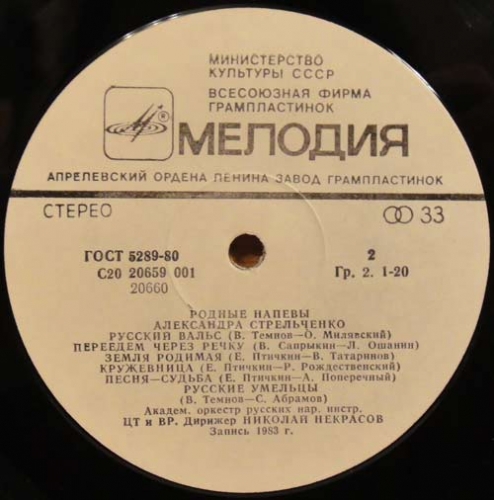 МИНИСТЕРСТВО
КУЛЬТУРЫ СССР
ВСЕСОЮЗНАЯ ФИРМА
ГРАМПЛАСТИНОК
® МЕЛОДИЯ
АПРЕЛЕВСКИЙ ОРДЕНА ЛЕНИНА ЗАВОД ГРАМПЛАСТИНОК
СТЕРЕО 33
ГОСТ 5289-80 2
С20 20659 001 Гр. 2. 1-20
20660
РОДНЫЕ НАПЕВЫ
АЛЕКСАНДРА СТРЕЛЬЧЕНКО
РУССКИЙ ВАЛЬС (В. Темнов—О. Милявский)
ПЕРЕЕДЕМ ЧЕРЕЗ РЕЧКУ (В. Сапрыкин—Л. Ошанин)
ЗЕМЛЯ РОДИМАЯ (Е. Птичкин—В. Татаринов)
КРУЖЕВНИЦА (Е. Птичкин—Р. Рождественский)
ПЕСНЯ—СУДЬБА (Е. Птичкин—А. Поперечный)
РУССКИЕ УМЕЛЬЦЫ
(В. Темнов—С. Абрамов)
Академ. оркестр русских нар. инстр.
ЦТ и ВР. Дирижер НИКОЛАЙ НЕКРАСОВ
Запись 1983 г.